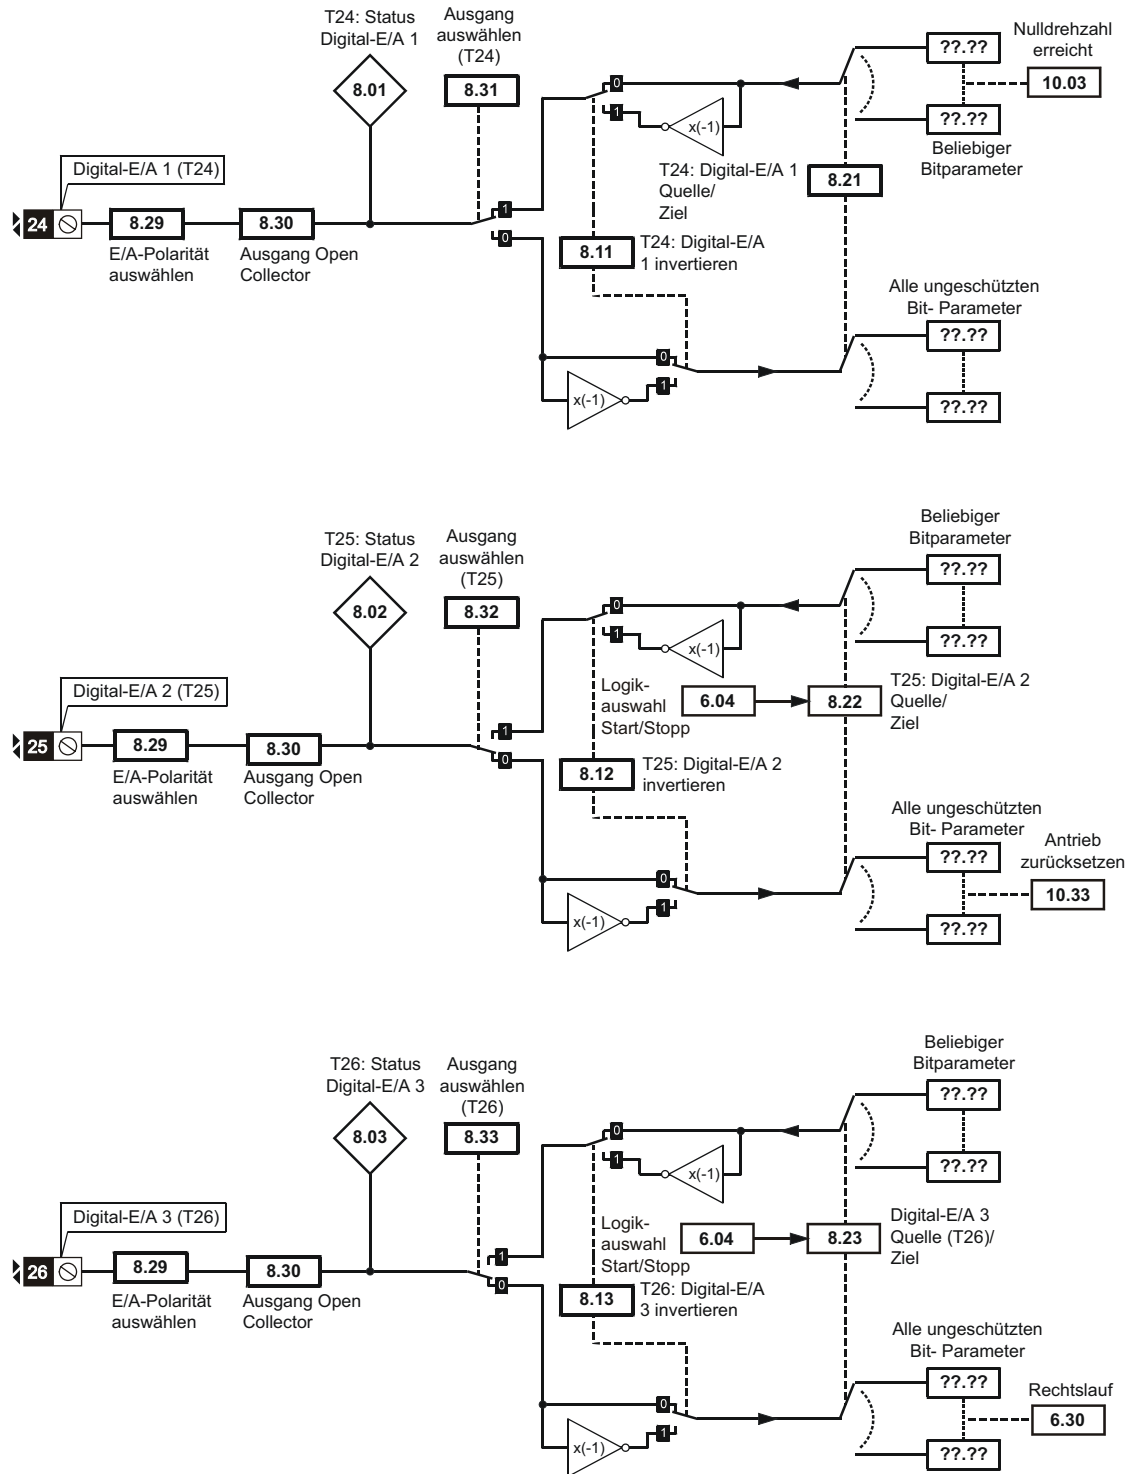 T24: Status
Digital-E/A 1
8.01
Ausgang
auswählen
(T24)
8.31
Digital-E/A 1 (T24)
24
8.29
E/A-Polarität
auswählen
8.30
Ausgang Open
Collector
1
0
0
1
x(-1)
8.11
T24: Digital-E/A
1 invertieren
T24: Digital-E/A 1
Quelle/
Ziel
8.21
??.??
??.??
Beliebiger
Bitparameter
Nulldrehzahl
erreicht
10.03
0
1
x(-1)
Alle ungeschützten
Bit- Parameter
??.??
??.??
T25: Status
Digital-E/A 2
8.02
Ausgang
auswählen
(T25)
8.32
Digital-E/A 2 (T25)
25
8.29
E/A-Polarität
auswählen
8.30
Ausgang Open
Collector
1
0
0
1
x(-1)
Logik-
auswahl
Start/Stopp
6.04
8.22
T25: Digital-E/A 2
Quelle/
Ziel
8.12
T25: Digital-E/A 2
invertieren
Beliebiger
Bitparameter
??.??
??.??
0
1
x(-1)
Alle ungeschützten
Bit- Parameter
??.??
??.??
Antrieb
zurücksetzen
10.33
T26: Status
Digital-E/A 3
8.03
Ausgang
auswählen
(T26)
8.33
Digital-E/A 3 (T26)
26
8.29
E/A-Polarität
auswählen
8.30
Ausgang Open
Collector
1
0
0
1
x(-1)
Logik-
auswahl
Start/Stopp
6.04
8.23
Digital-E/A 3
Quelle (T26)/
Ziel
8.13
T26: Digital-E/A
3 invertieren
Beliebiger
Bitparameter
??.??
??.??
0
1
x(-1)
Alle ungeschützten
Bit- Parameter
??.??
??.??
Rechtslauf
6.30